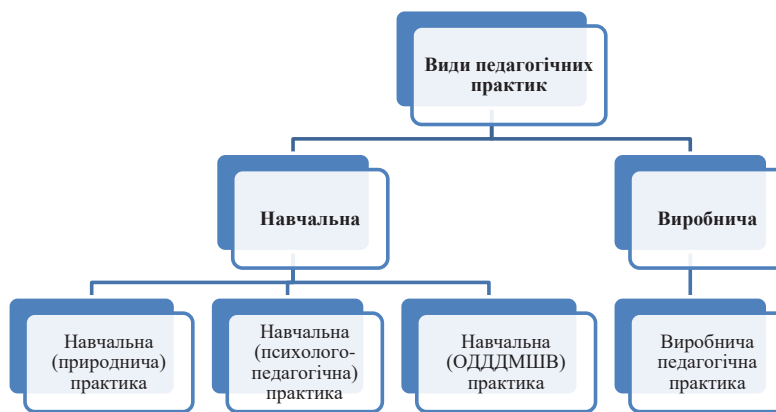 Види педагогічних
практик
Навчальна
Виробнича
Навчальна
(природнича)
практика
Навчальна
(психолого-
педагогічна)
практика
Навчальна
(ОДДДМШВ)
практика
Виробнича
педагогічна
практика